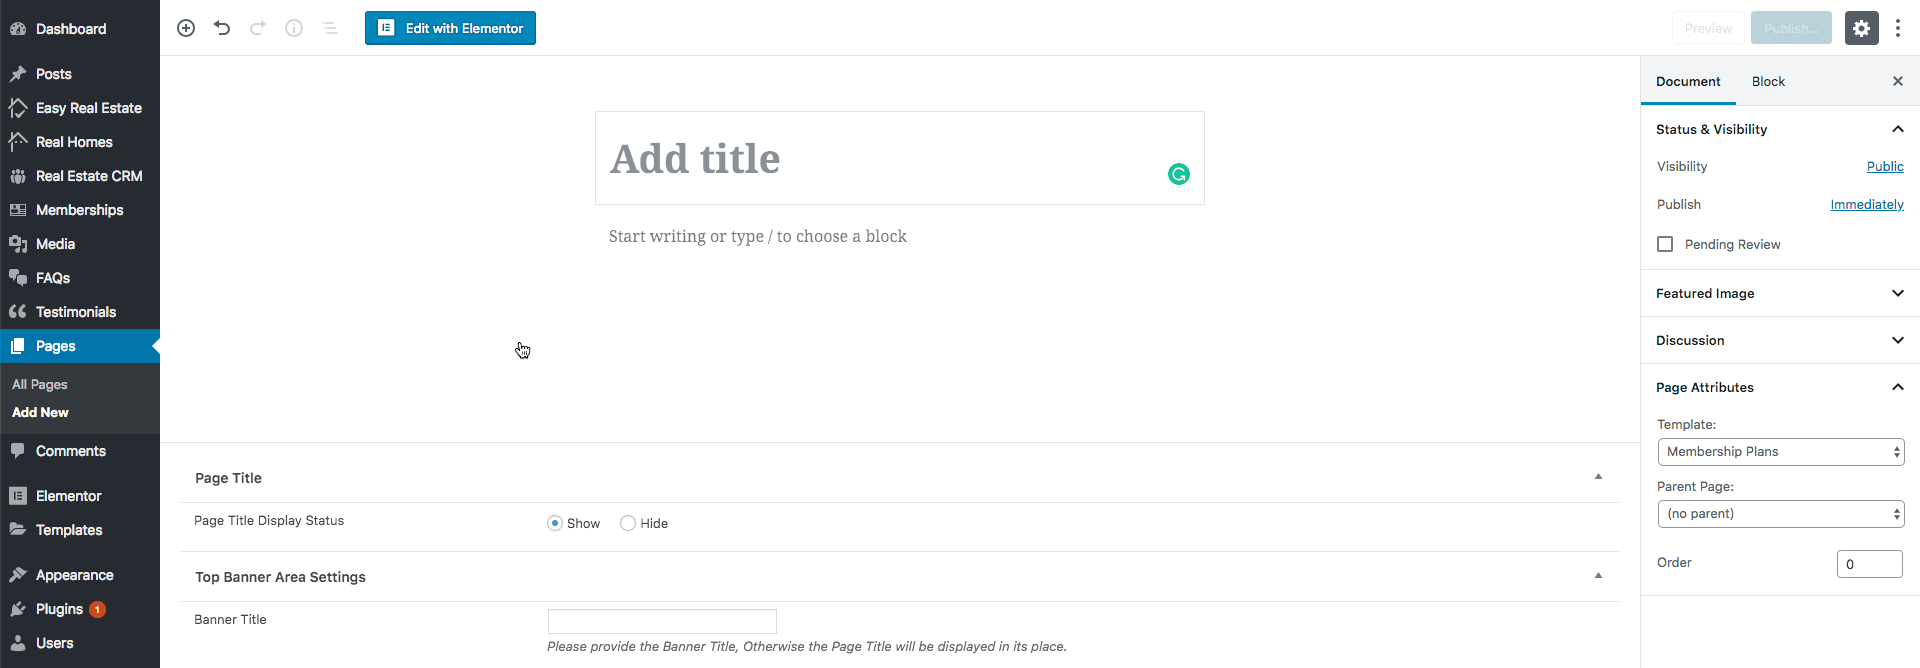 Dashboard
Posts
Easy Real Estate
Real Homes
Real Estate CRM
Memberships
Media
FAQs
Testimonials
Pages
All Pages
Add New
Comments
Elementor
Templates
Appearance
Plugins 1
Users
Edit with Elementor
Preview
Publish...
Add title
Start writing or type / to choose a block
Page Title
Page Title Display Status
Show Hide
Top Banner Area Settings
Banner Title
Please provide the Banner Title, Otherwise the Page Title will be displayed in its place.
Document Block
Status & Visibility
Visibility Public
Publish Immediately
Pending Review
Featured Image
Discussion
Page Attributes
Template:
Membership Plans
Parent Page:
(no parent)
Order 0